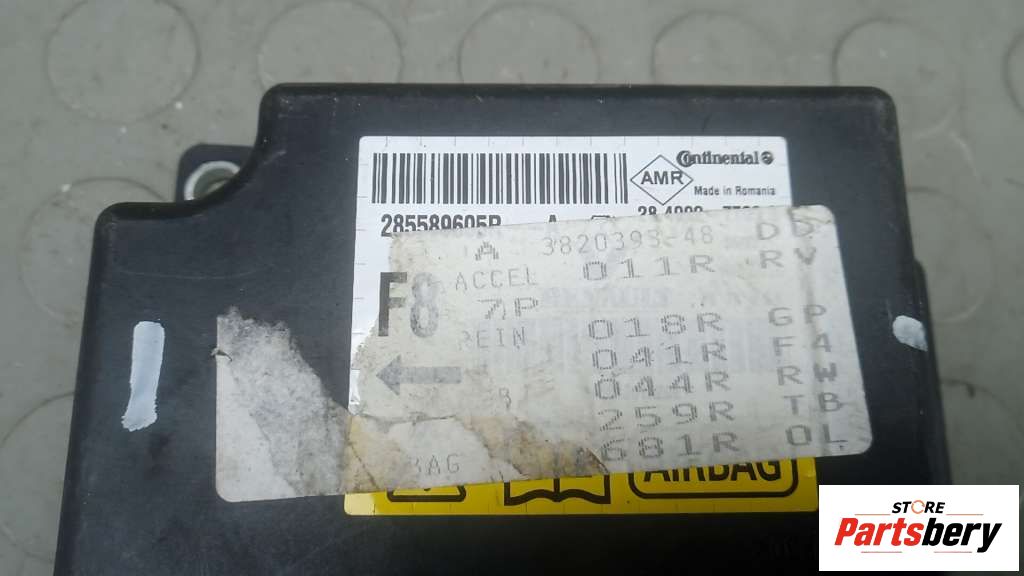 Continental
AMR
Made in Romania
285589605R A
A 3820393-48 DD
ACCEL 011R RV
F8 7P
REIN 018R GP
041R F4
044R RW
259R TB
681R OL
BAG
AIRBAG
STORE
Partsbery